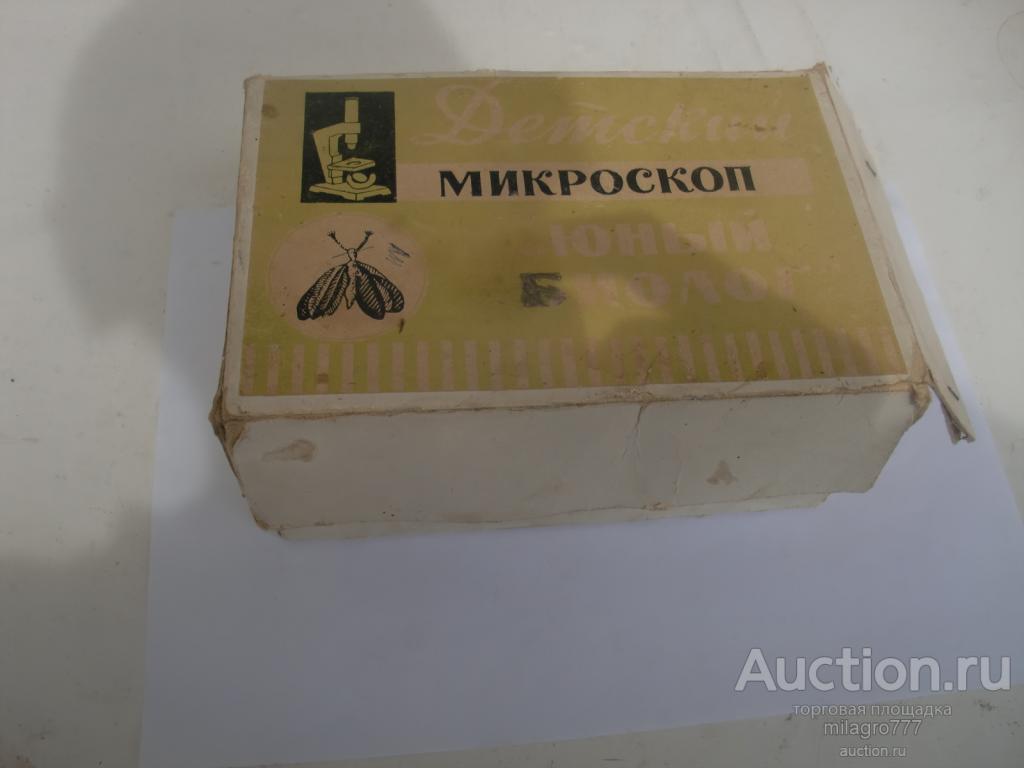 Детский
МИКРОСКОП
ЮНЫЙ
БИОЛОГ
Auction.ru
торговая площадка
milagro777
auction.ru